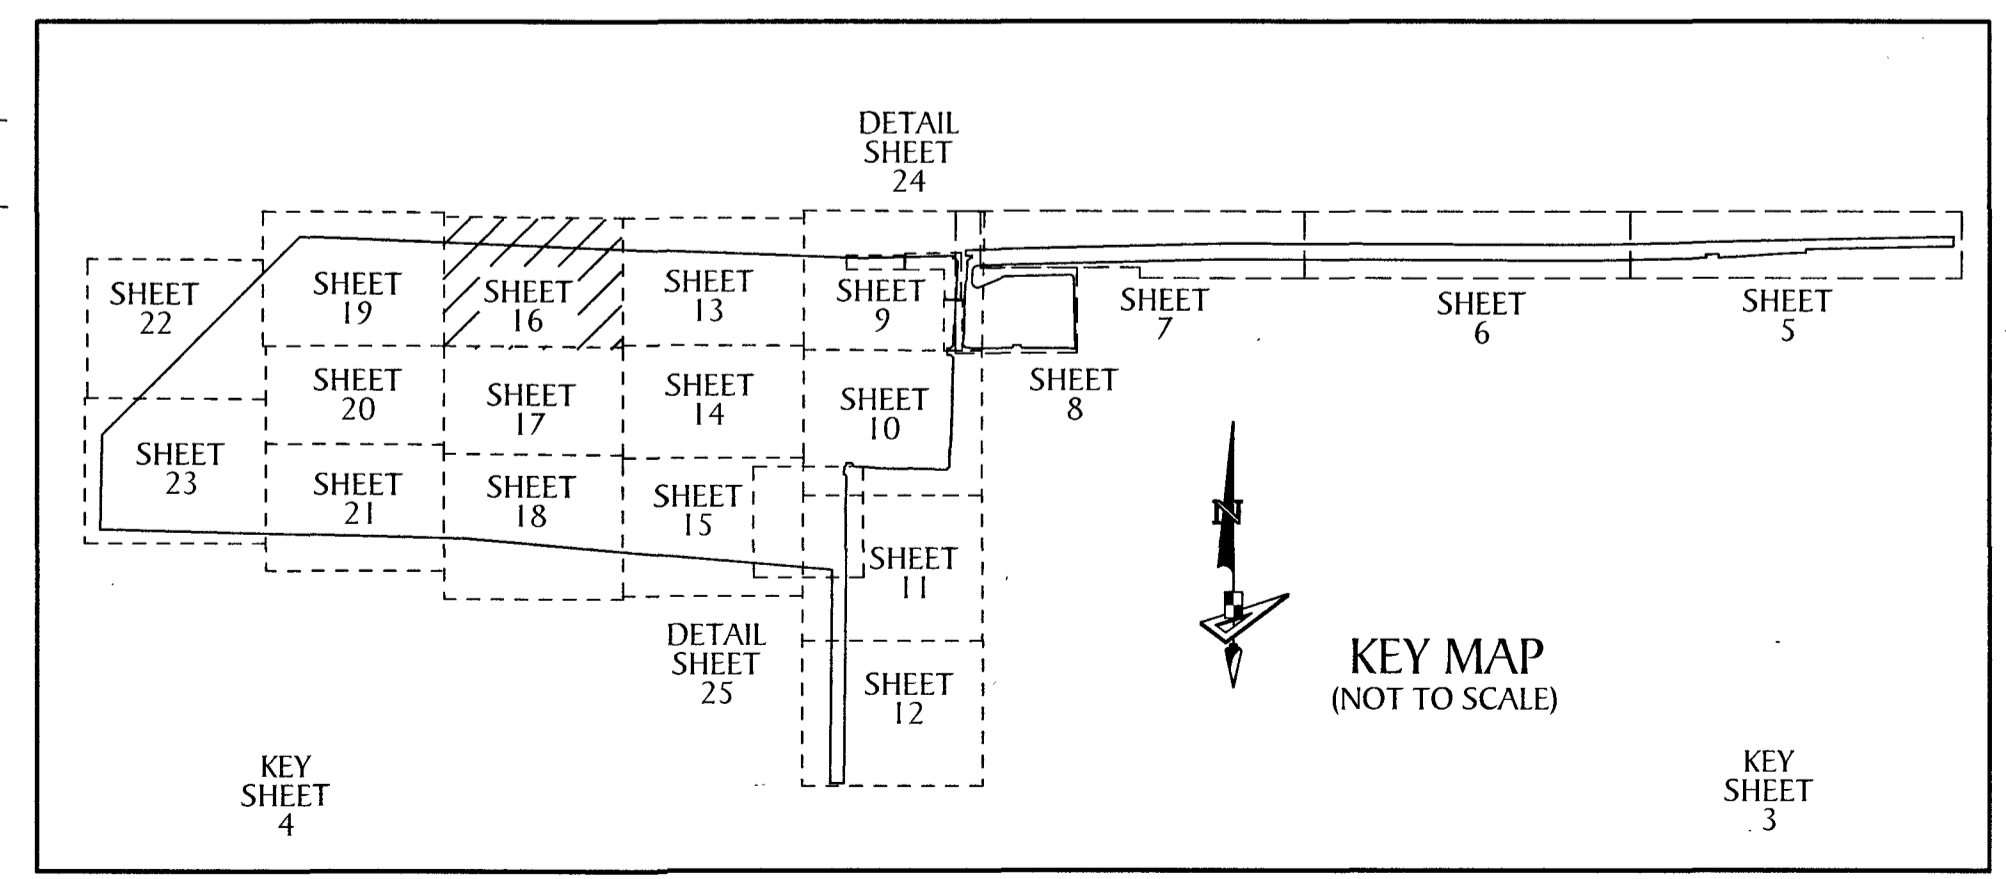 DETAIL
SHEET
24
SHEET
22
SHEET
19
SHEET
16
SHEET
13
SHEET
9
SHEET
7
SHEET
6
SHEET
5
SHEET
20
SHEET
17
SHEET
14
SHEET
10
SHEET
8
SHEET
23
SHEET
21
SHEET
18
SHEET
15
SHEET
11
N
DETAIL
SHEET
25
SHEET
12
KEY MAP
(NOT TO SCALE)
KEY
SHEET
4
KEY
SHEET
3